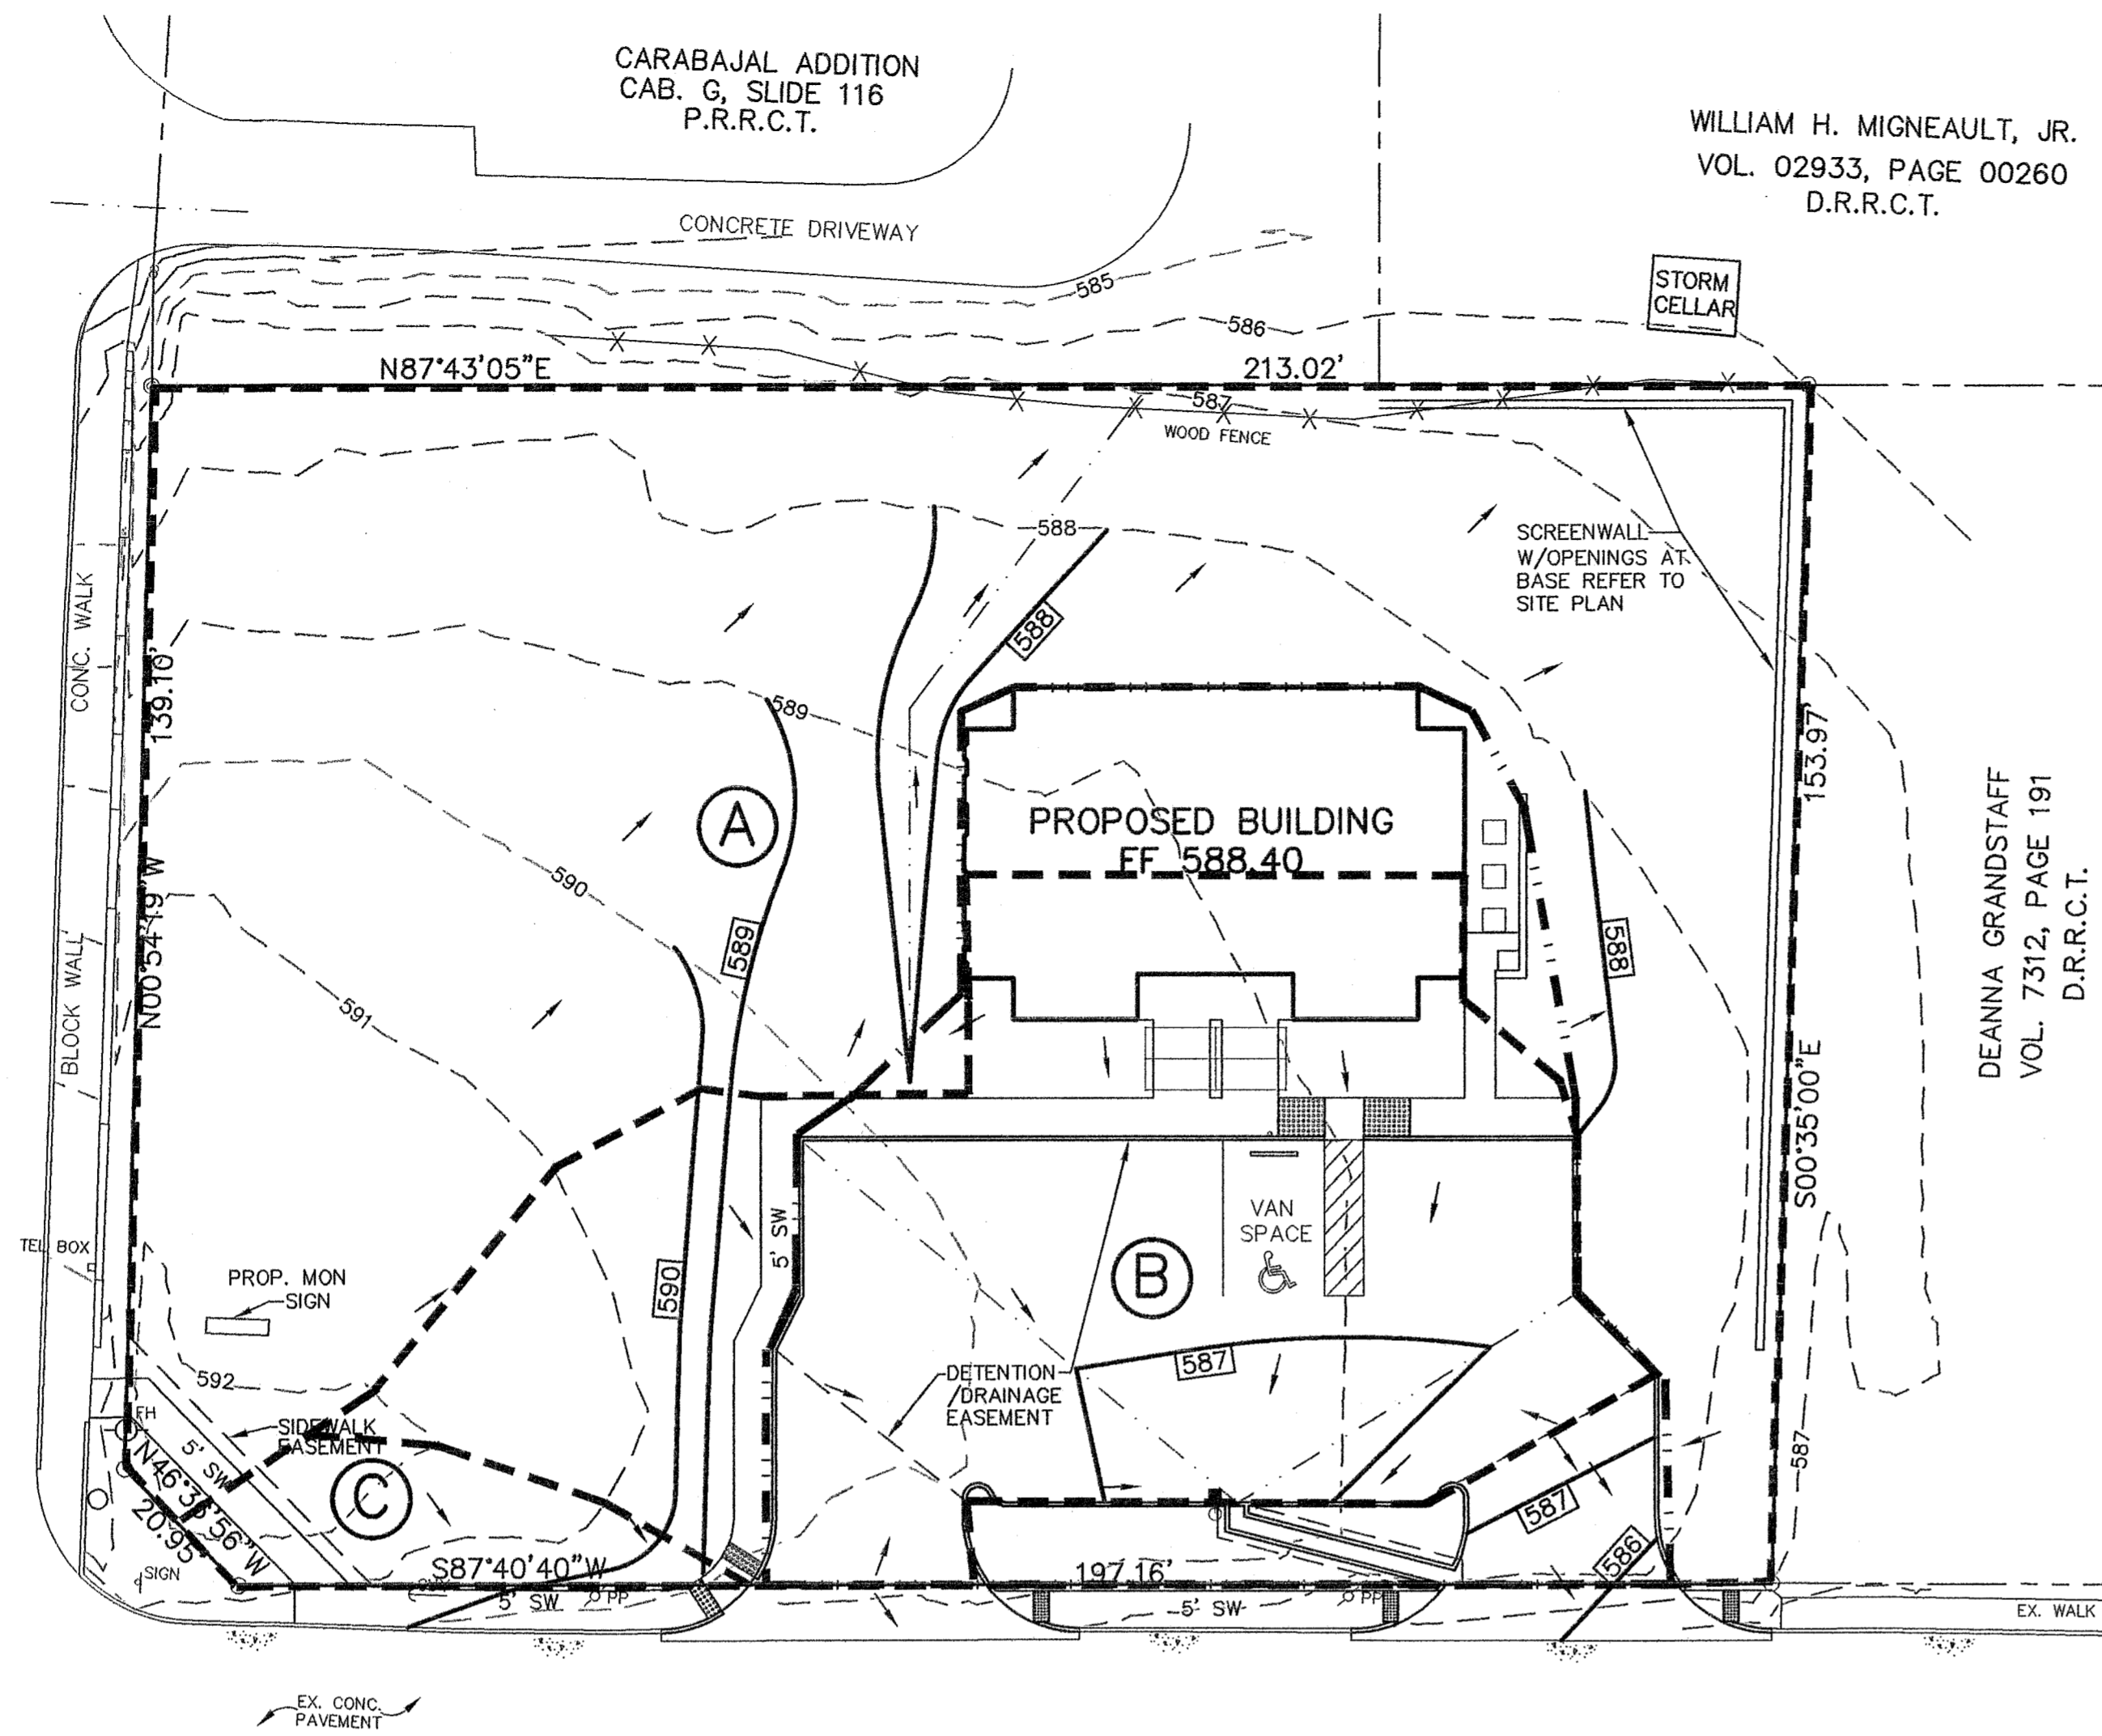 CARABAJAL ADDITION
CAB. G, SLIDE 116
P.R.R.C.T.
WILLIAM H. MIGNEAULT, JR.
VOL. 02933, PAGE 00260
D.R.R.C.T.
CONCRETE DRIVEWAY
585
586
STORM
CELLAR
N87°43'05"E
213.02'
587
WOOD FENCE
588
SCREENWALL
W/OPENINGS AT
BASE REFER TO
SITE PLAN
588
CONC. WALK
139.10'
589
153.97'
A
PROPOSED BUILDING
FF 588.40
DEANNA GRANDSTAFF
VOL. 7312, PAGE 191
D.R.R.C.T.
590
N00°54'19"W
589
588
BLOCK WALL
591
S00°35'00"E
5' SW
VAN
SPACE
B
TEL BOX
PROP. MON
SIGN
590
587
592
DETENTION
/DRAINAGE
EASEMENT
FH
SIDEWALK
EASEMENT
5' SW
587
C
587
20.95'
586
SIGN
S87°40'40"W
197.16'
5' SW
PP
5' SW
PP
EX. WALK
EX. CONC.
PAVEMENT